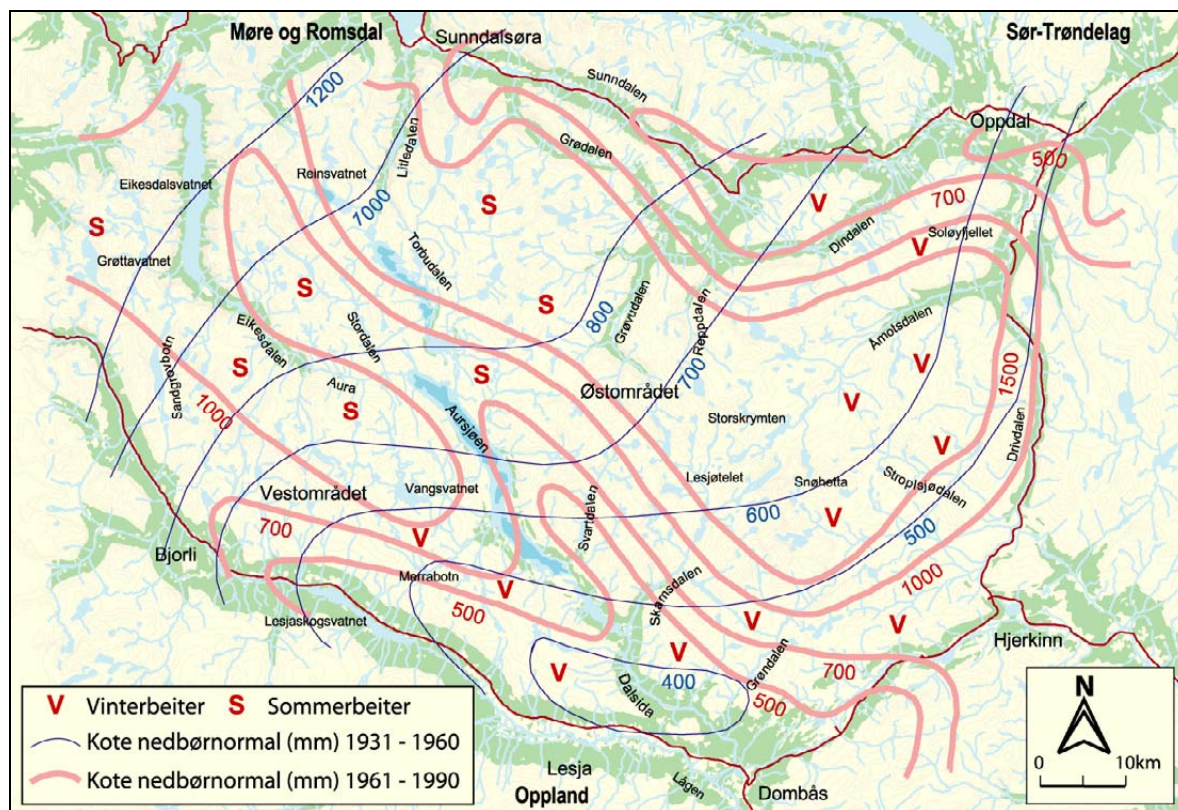 Møre og Romsdal
Sunndalsøra
Sør-Trøndelag
1200
Sunndalen
Oppdal
Litledalen
Grødalen
500
Reinsvatnet
Eikesdalsvatnet
700
7000
S
V
Dindalen
Soløyfjellet
S
V
Grøttavatnet
Torbudalen
S
S
Grøvudalen
Reppdalen
800
Åmotsdalen
Eikesdalen
Stordalen
Sandgrovbotn
700
1500
S
S
V
Aura
Østområdet
1000
S
V
Aursjøen
Storskrymten
Drivdalen
V
Vestområdet
Vangsvatnet
Lesjøtelet
Snøhetta
Stropisjødalen
700
Svartdalen
600
V
500
V
Bjorli
Merrabotn
V
1000
Skamsdalen
Lesjaskogsvatnet
500
V
V
Hjerkinn
V
V
Grøndalen
700
400
Dalsida
500
N
V Vinterbeiter S Sommerbeiter
Kote nedbørnormal (mm) 1931 - 1960
Kote nedbørnormal (mm) 1961 - 1990
0 10km
Lesja
Oppland
Lågen
Dombås